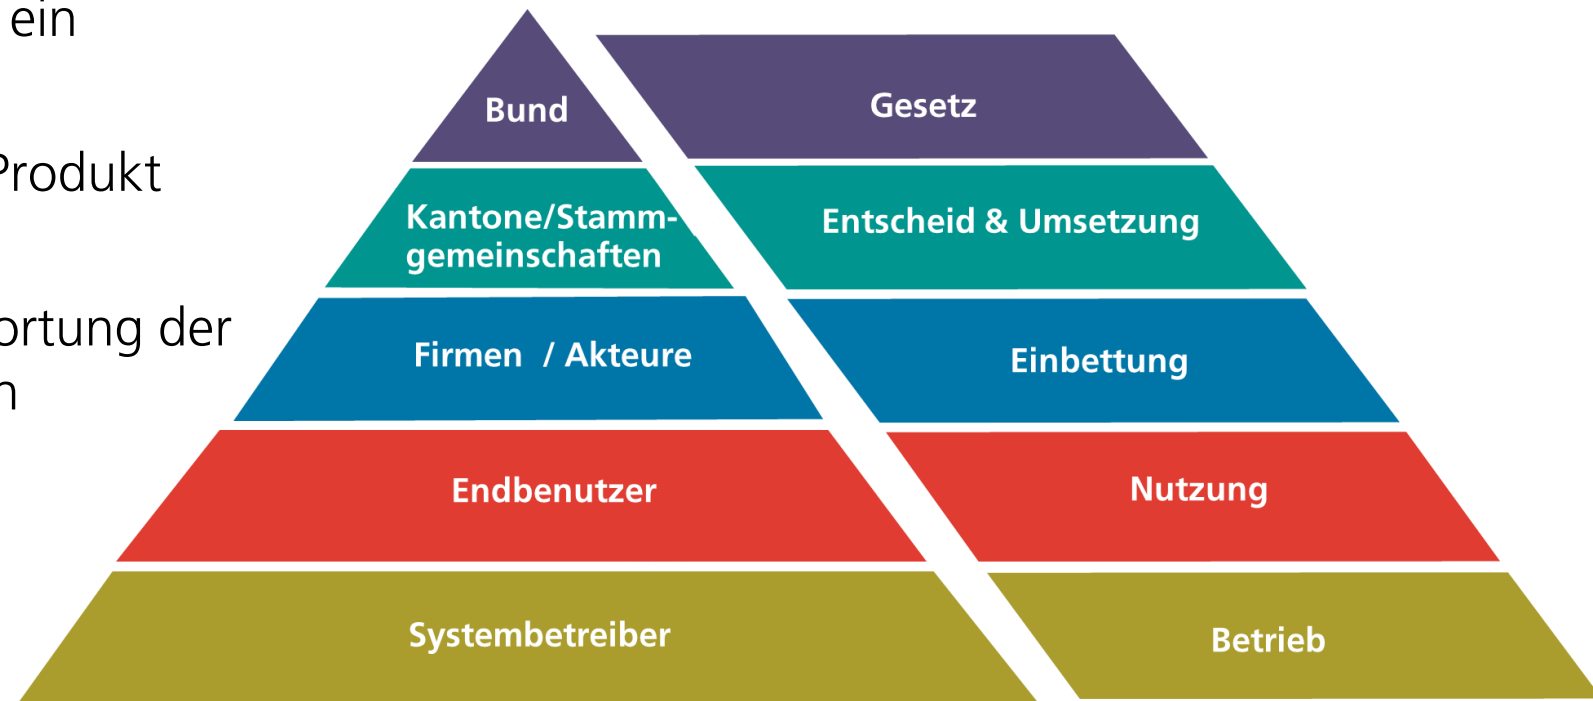 ein
Produkt
ortung der
n
Bund
Gesetz
Kantone/Stamm-
gemeinschaften
Entscheid & Umsetzung
Firmen / Akteure
Einbettung
Endbenutzer
Nutzung
Systembetreiber
Betrieb